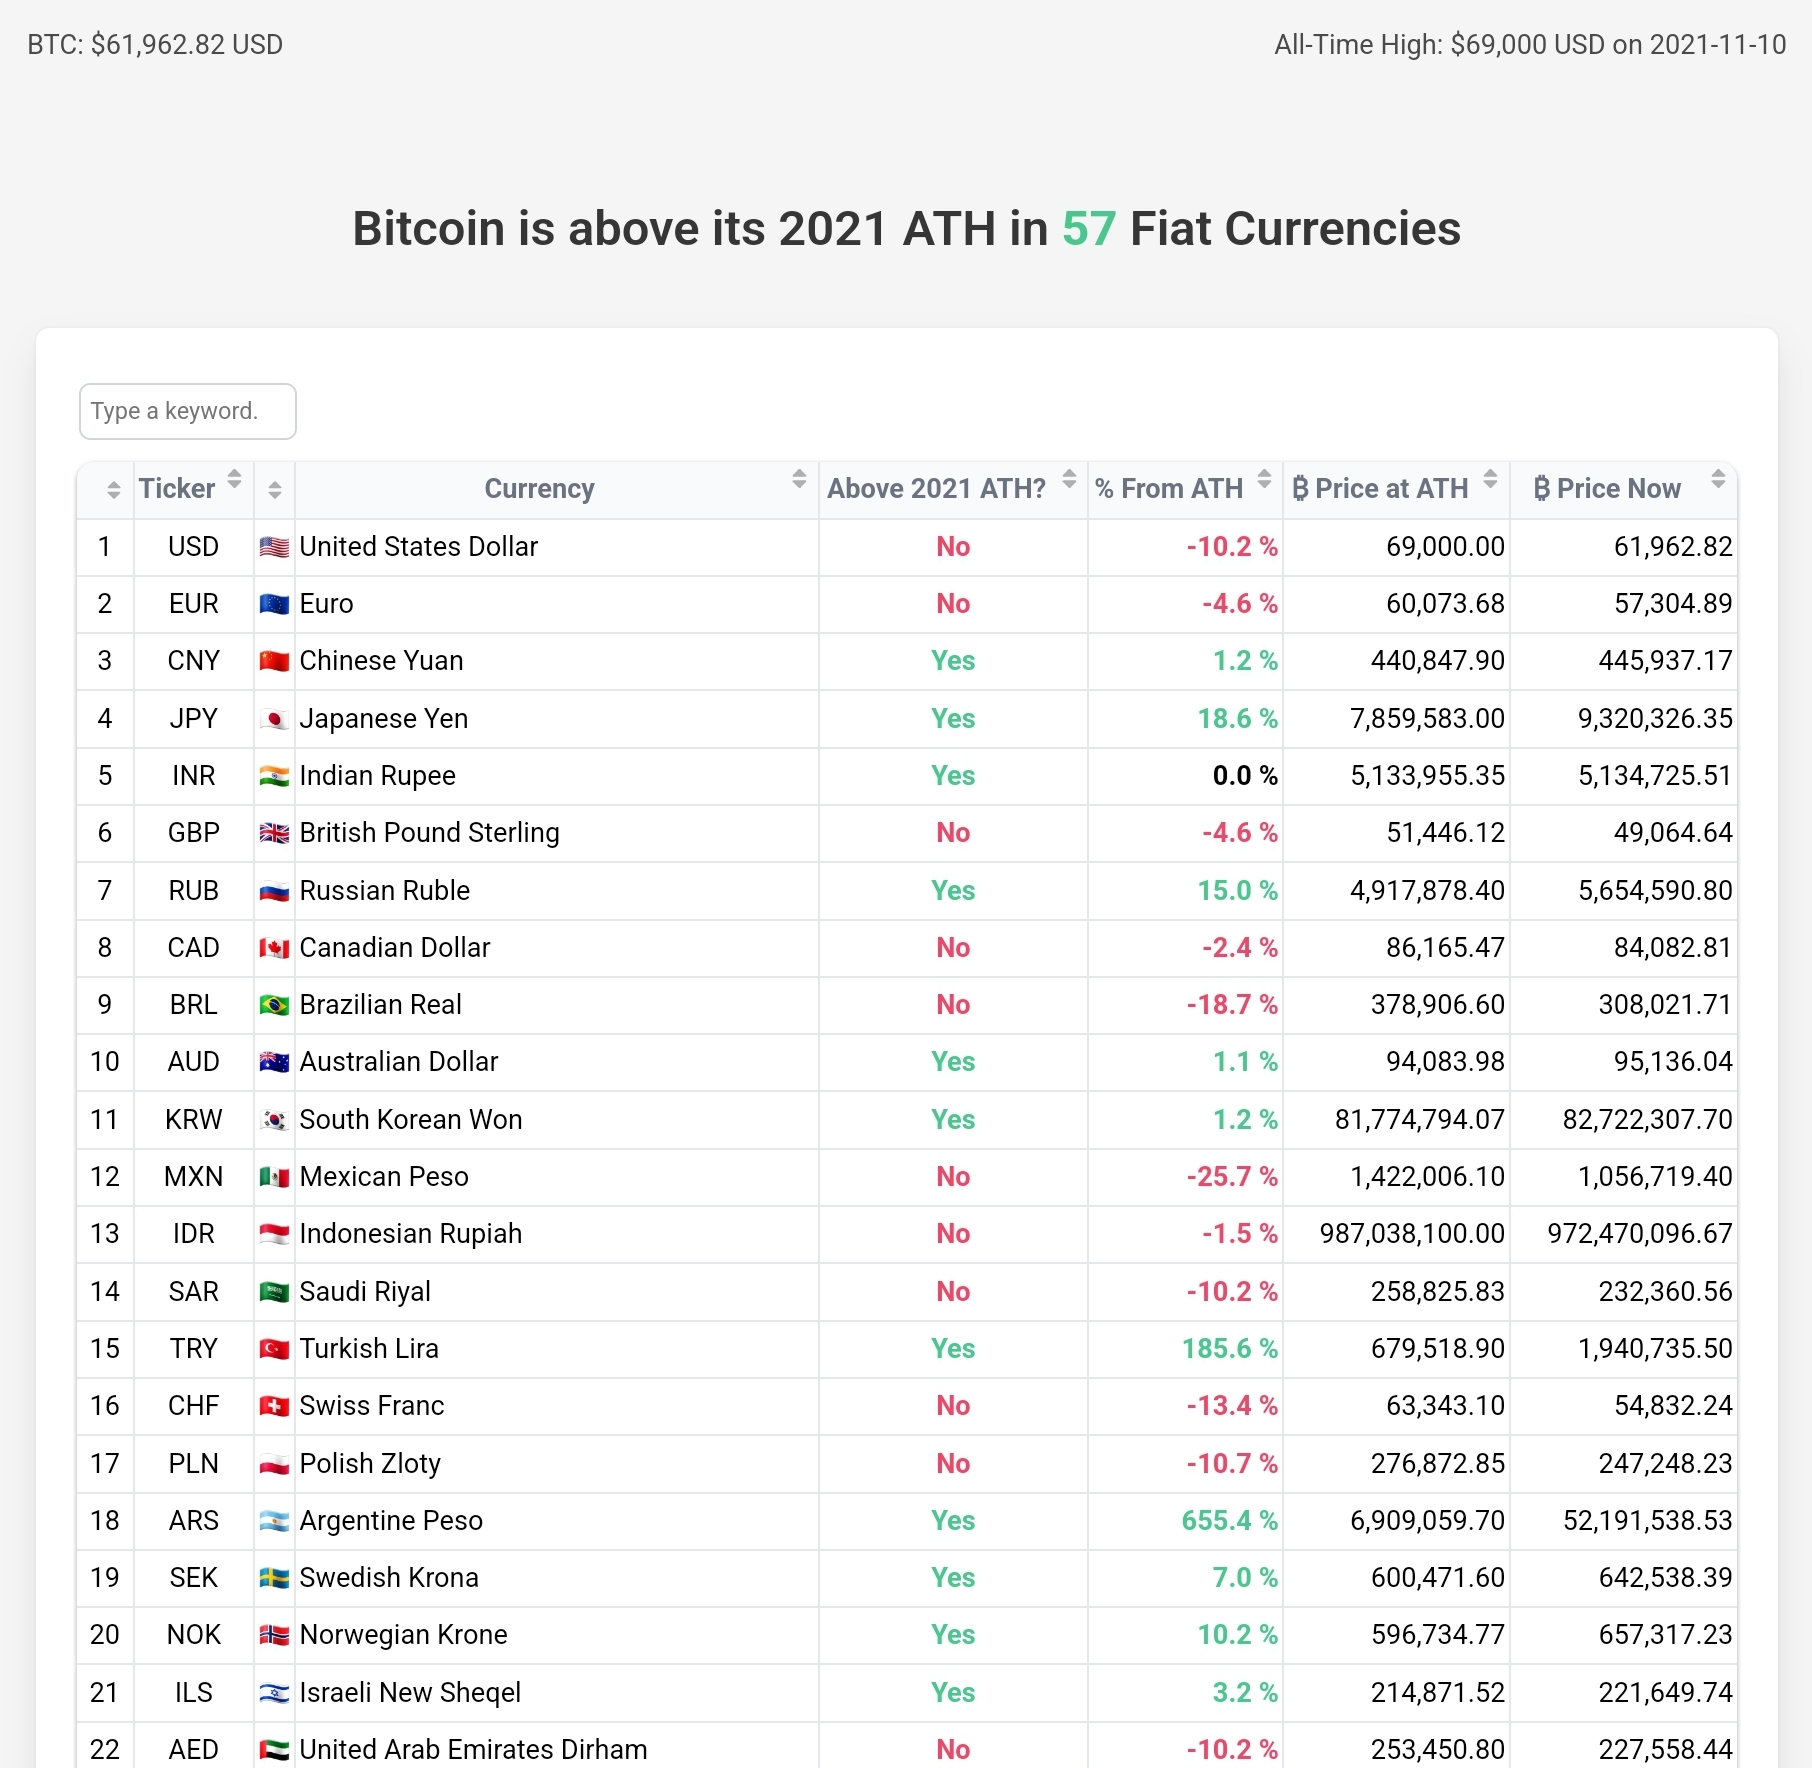 BTC: $61,962.82 USD
All-Time High: $69,000 USD on 2021-11-10
Bitcoin is above its 2021 ATH in 57 Fiat Currencies
Type a keyword.
Ticker Currency Above 2021 ATH? % From ATH ₿ Price at ATH ₿ Price Now
1 USD United States Dollar No -10.2 % 69,000.00 61,962.82
2 EUR Euro No -4.6 % 60,073.68 57,304.89
3 CNY Chinese Yuan Yes 1.2 % 440,847.90 445,937.17
4 JPY Japanese Yen Yes 18.6 % 7,859,583.00 9,320,326.35
5 INR Indian Rupee Yes 0.0 % 5,133,955.35 5,134,725.51
6 GBP British Pound Sterling No -4.6 % 51,446.12 49,064.64
7 RUB Russian Ruble Yes 15.0 % 4,917,878.40 5,654,590.80
8 CAD Canadian Dollar No -2.4 % 86,165.47 84,082.81
9 BRL Brazilian Real No -18.7 % 378,906.60 308,021.71
10 AUD Australian Dollar Yes 1.1 % 94,083.98 95,136.04
11 KRW South Korean Won Yes 1.2 % 81,774,794.07 82,722,307.70
12 MXN Mexican Peso No -25.7 % 1,422,006.10 1,056,719.40
13 IDR Indonesian Rupiah No -1.5 % 987,038,100.00 972,470,096.67
14 SAR Saudi Riyal No -10.2 % 258,825.83 232,360.56
15 TRY Turkish Lira Yes 185.6 % 679,518.90 1,940,735.50
16 CHF Swiss Franc No -13.4 % 63,343.10 54,832.24
17 PLN Polish Zloty No -10.7 % 276,872.85 247,248.23
18 ARS Argentine Peso Yes 655.4 % 6,909,059.70 52,191,538.53
19 SEK Swedish Krona Yes 7.0 % 600,471.60 642,538.39
20 NOK Norwegian Krone Yes 10.2 % 596,734.77 657,317.23
21 ILS Israeli New Sheqel Yes 3.2 % 214,871.52 221,649.74
22 AED United Arab Emirates Dirham No -10.2 % 253,450.80 227,558.44